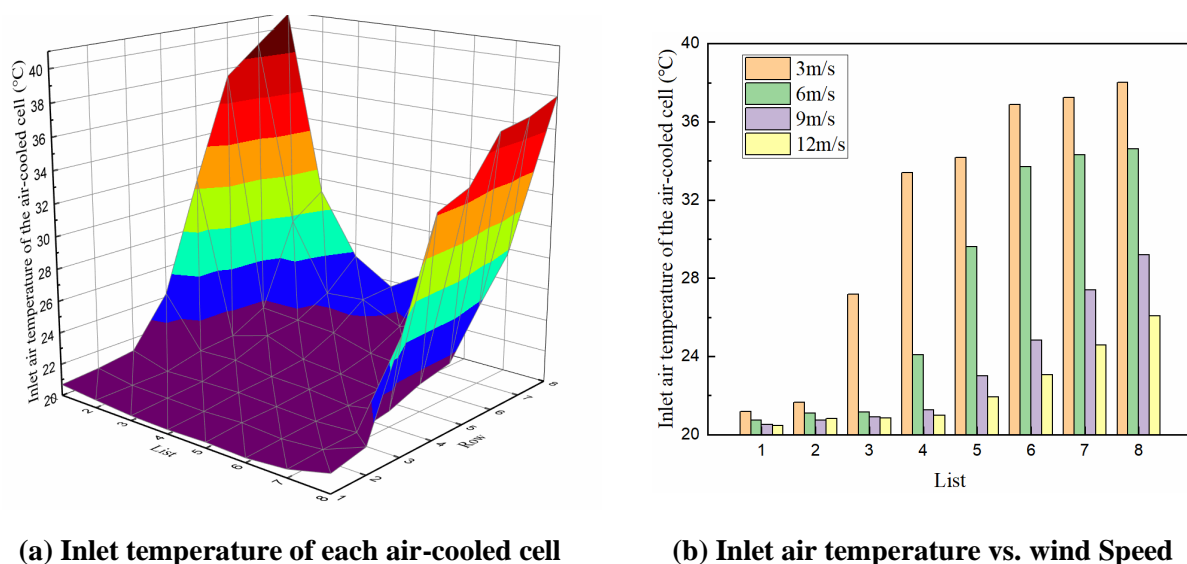 40
38
36
34
32
30
28
26
24
22
20
Inlet air temperature of the air-cooled cell (°C)
2
3
4
5
6
7
8
List
1
2
3
4
5
6
7
8
Row
(a) Inlet temperature of each air-cooled cell
40
36
32
28
24
20
Inlet air temperature of the air-cooled cell (℃)
3m/s
6m/s
9m/s
12m/s
1 2 3 4 5 6 7 8
List
(b) Inlet air temperature vs. wind Speed